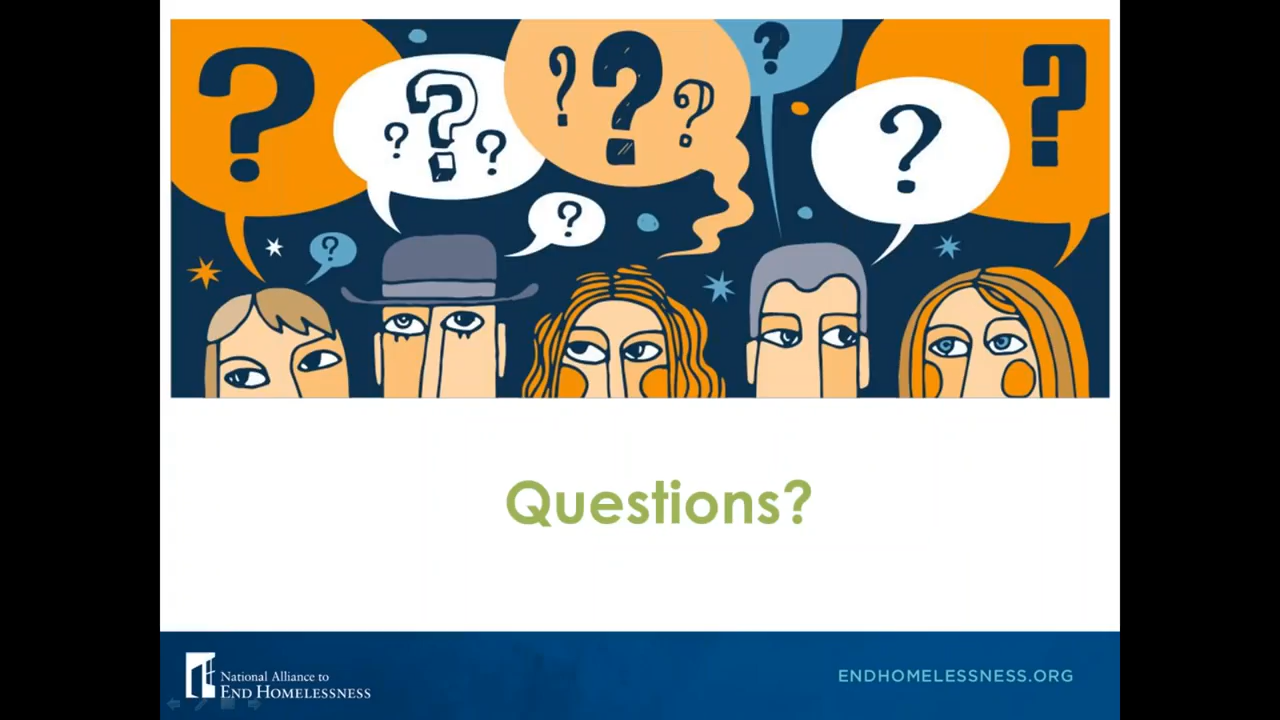 ?
? ? ?
? ? ?
?
?
?
?
?
Questions?
National Alliance to
END HOMELESSNESS
ENDHOMELESSNESS.ORG